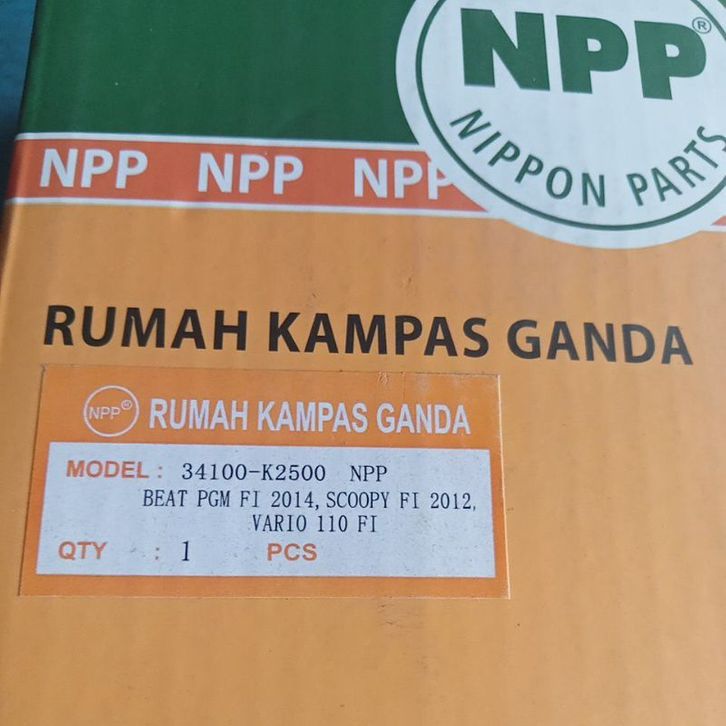 NPP®
NIPPON PARTS
NPP NPP NPP
RUMAH KAMPAS GANDA
NPP® RUMAH KAMPAS GANDA
MODEL : 34100-K2500 NPP
BEAT PGM FI 2014, SCOOPY FI 2012,
VARIO 110 FI
QTY : 1 PCS